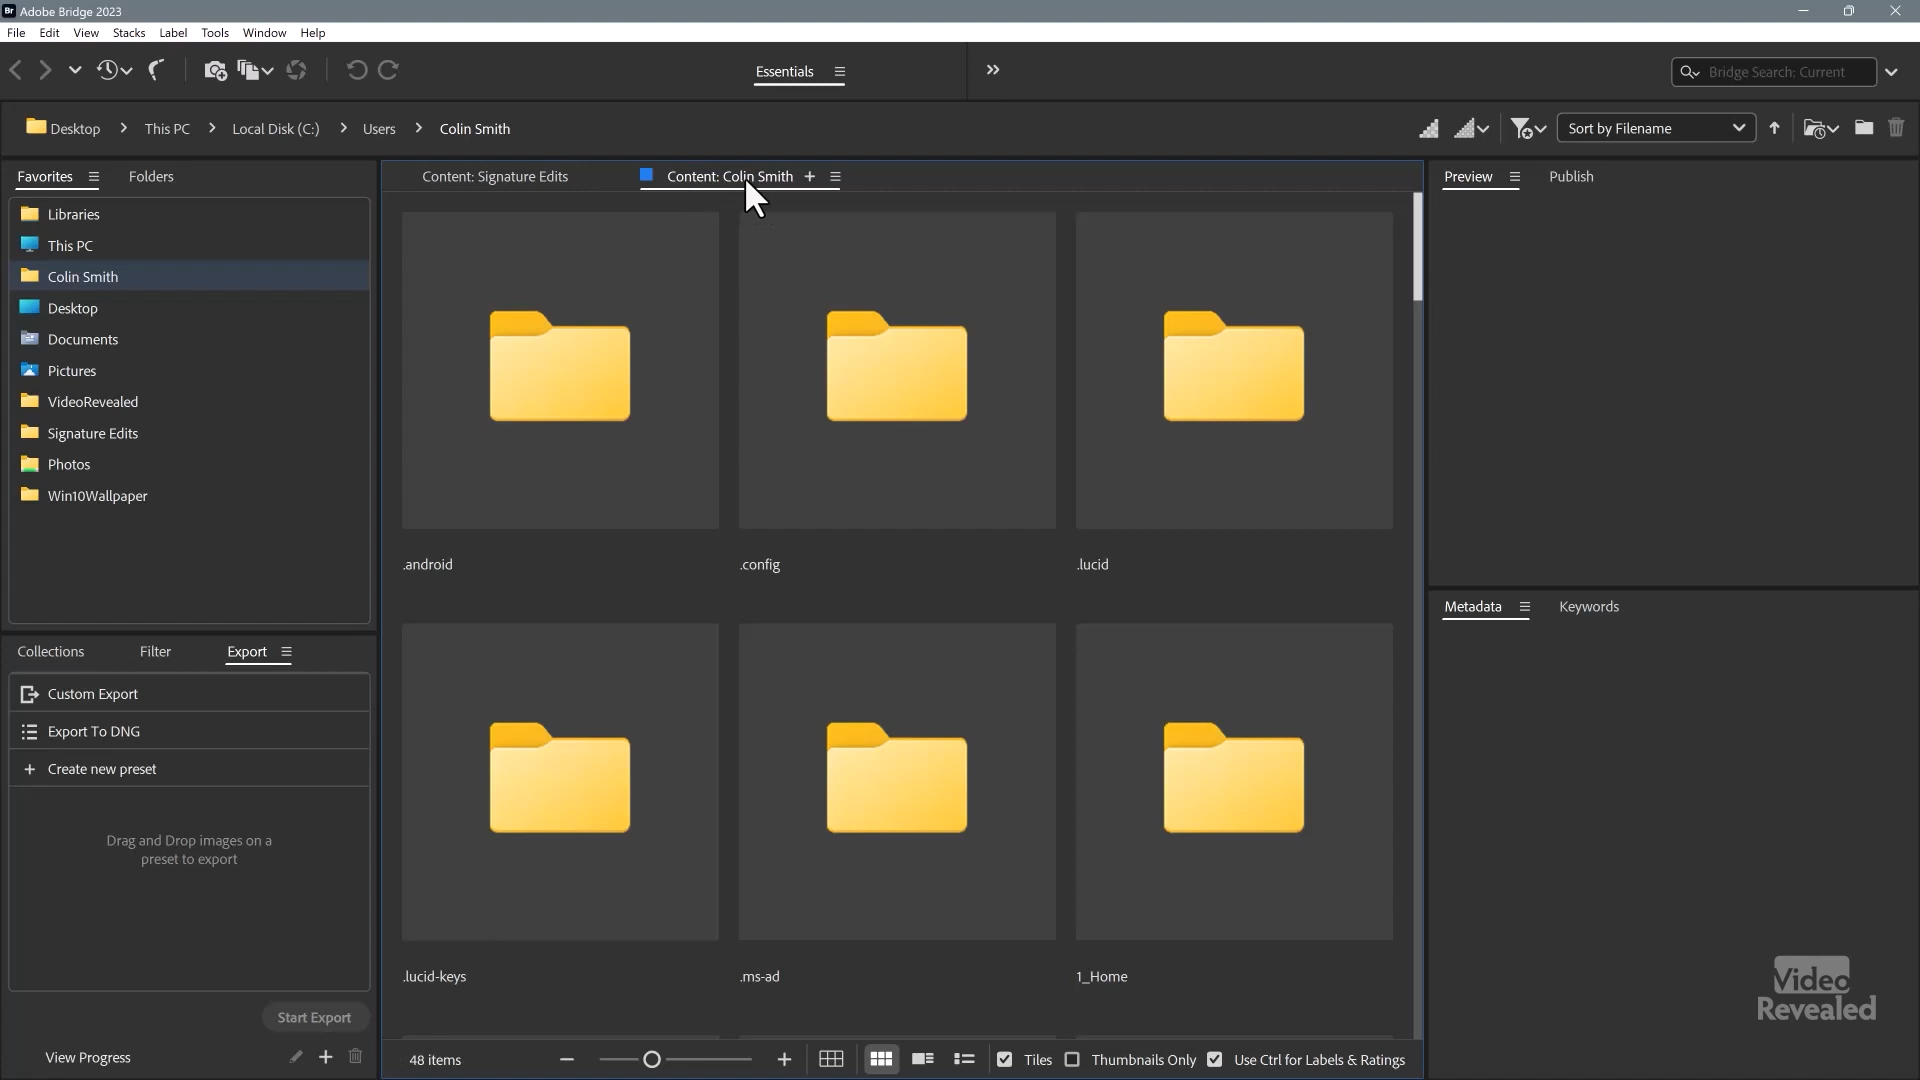 Br Adobe Bridge 2023
File Edit View Stacks Label Tools Window Help
Essentials
Bridge Search: Current
Desktop > This PC > Local Disk (C:) > Users > Colin Smith
Sort by Filename
Favorites Folders
Libraries
This PC
Colin Smith
Desktop
Documents
Pictures
VideoRevealed
Signature Edits
Photos
Win10Wallpaper
Collections Filter Export
Custom Export
Export To DNG
Create new preset
Drag and Drop images on a
preset to export
Start Export
View Progress
Content: Signature Edits
Content: Colin Smith
.android
.config
.lucid
.lucid-keys
.ms-ad
1_Home
48 items
Tiles Thumbnails Only Use Ctrl for Labels & Ratings
Preview Publish
Metadata Keywords
Video
Revealed